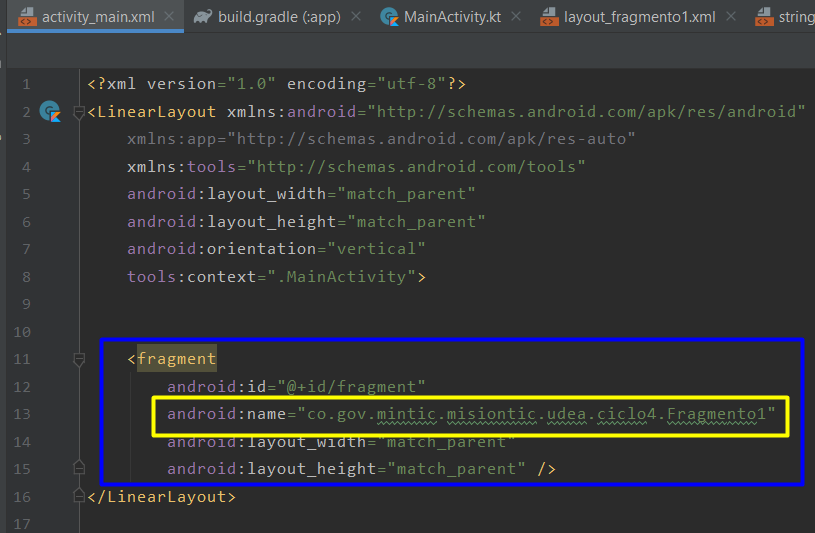 activity_main.xml build.gradle (:app) MainActivity.kt layout_fragmento1.xml string
1 <?xml version="1.0" encoding="utf-8"?>
2 <LinearLayout xmlns:android="http://schemas.android.com/apk/res/android"
3 xmlns:app="http://schemas.android.com/apk/res-auto"
4 xmlns:tools="http://schemas.android.com/tools"
5 android:layout_width="match_parent"
6 android:layout_height="match_parent"
7 android:orientation="vertical"
8 tools:context=".MainActivity">
9
10
11 <fragment
12 android:id="@+id/fragment"
13 android:name="co.gov.mintic.misiontic.udea.ciclo4.Fragmento1"
14 android:layout_width="match_parent"
15 android:layout_height="match_parent" />
16 </LinearLayout>
17